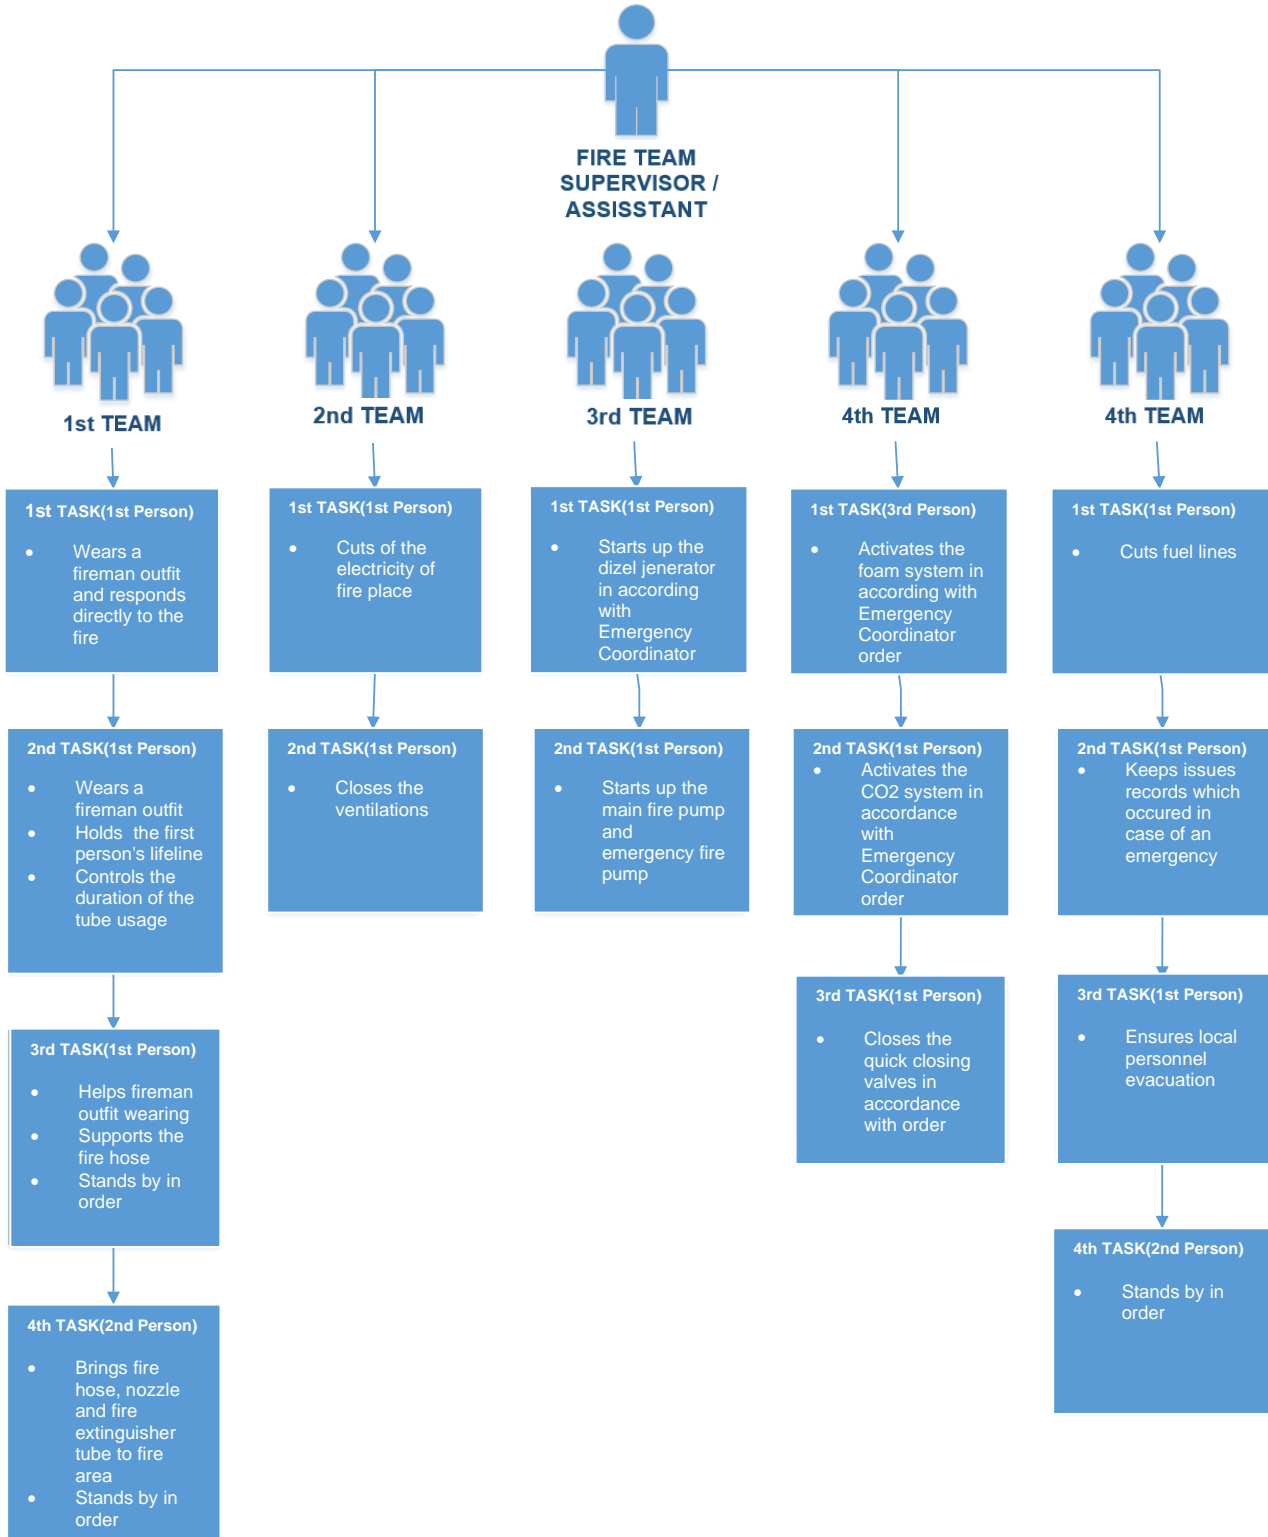 FIRE TEAM
SUPERVISOR /
ASSISSTANT
1st TEAM
2nd TEAM
3rd TEAM
4th TEAM
4th TEAM
1st TASK(1st Person)
• Wears a
fireman outfit
and responds
directly to the
fire
1st TASK(1st Person)
• Cuts of the
electricity of
fire place
1st TASK(1st Person)
• Starts up the
dizel jenerator
in according
with
Emergency
Coordinator
1st TASK(3rd Person)
• Activates the
foam system in
according with
Emergency
Coordinator
order
1st TASK(1st Person)
• Cuts fuel lines
2nd TASK(1st Person)
• Wears a
fireman outfit
• Holds the first
person's lifeline
• Controls the
duration of the
tube usage
2nd TASK(1st Person)
• Closes the
ventilations
2nd TASK(1st Person)
• Starts up the
main fire pump
and
emergency fire
pump
2nd TASK(1st Person)
• Activates the
CO2 system in
accordance
with
Emergency
Coordinator
order
2nd TASK(1st Person)
• Keeps issues
records which
occured in
case of an
emergency
3rd TASK(1st Person)
• Helps fireman
outfit wearing
• Supports the
fire hose
• Stands by in
order
3rd TASK(1st Person)
• Closes the
quick closing
valves in
accordance
with order
3rd TASK(1st Person)
• Ensures local
personnel
evacuation
4th TASK(2nd Person)
• Brings fire
hose, nozzle
and fire
extinguisher
tube to fire
area
• Stands by in
order
4th TASK(2nd Person)
• Stands by in
order